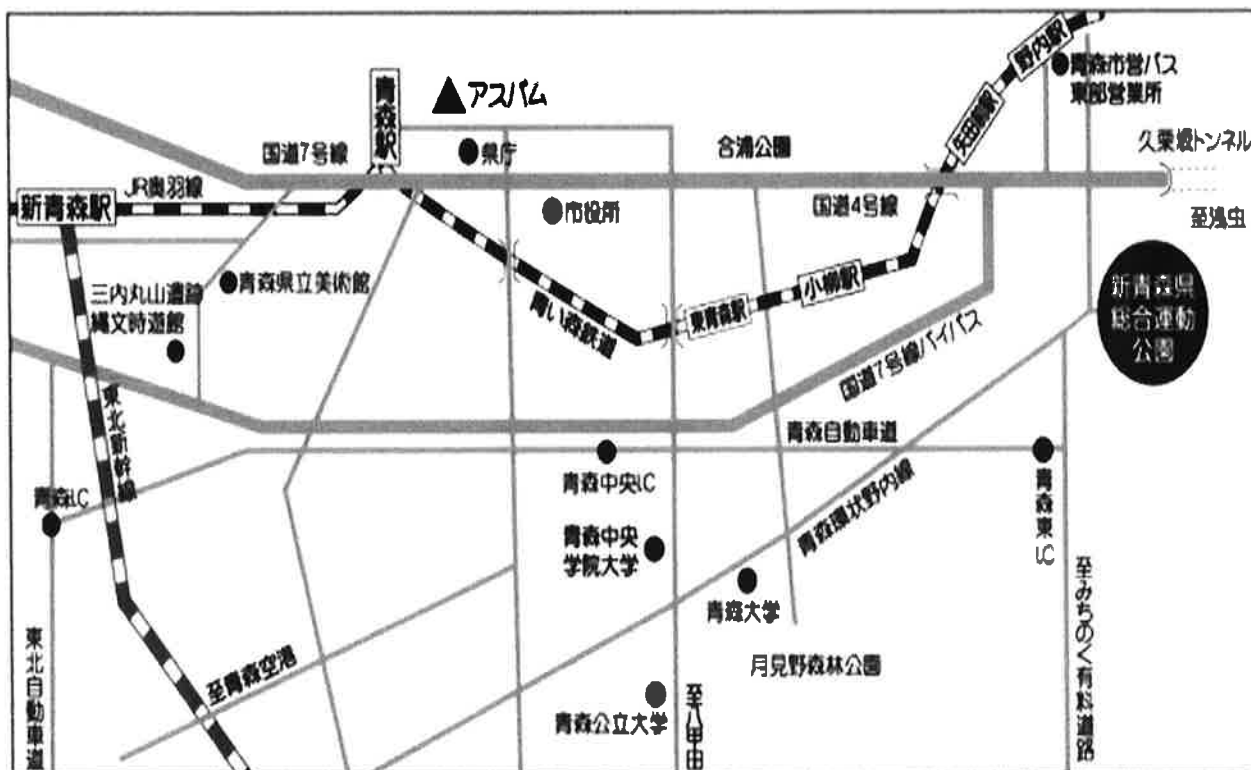 野内駅
青森市営バス
東部営業所
青森駅
アスパム
矢田前駅
国道7号線
県庁
合浦公園
久栗坂トンネル
JR奥羽線
新青森駅
市役所
国道4号線
至浅虫
三内丸山遺跡
縄文時遊館
青森県立美術館
青い森鉄道
東青森駅
小柳駅
新青森県
総合運動
公園
国道7号線バイパス
東北新幹線
青森自動車道
青森I.C
青森中央I.C
青森環状野内線
青森東I.C
青森中央
学院大学
青森大学
至みちのく有料道路
東北自動車道
至青森空港
月見野森林公園
青森公立大学
至八甲田